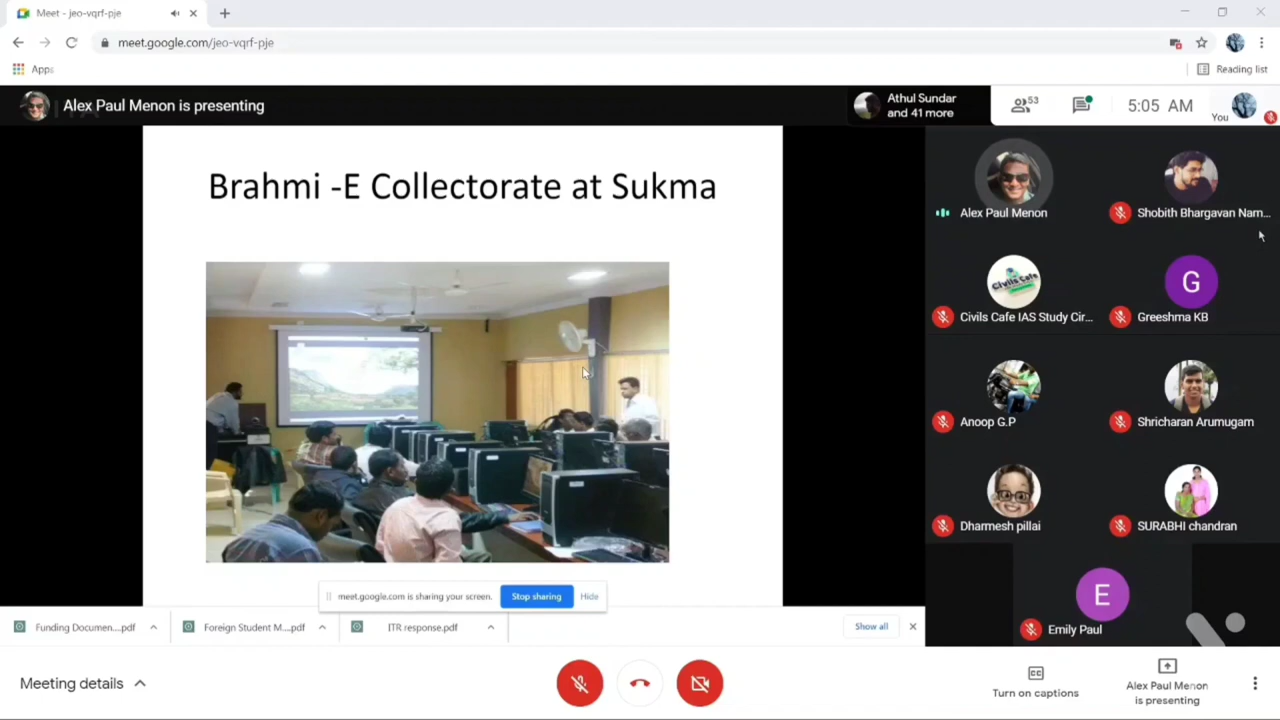 Meet - jeo-vqrf-pje
meet.google.com/jeo-vqrf-pje
Apps
Reading list
Alex Paul Menon is presenting
Athul Sundar
and 41 more
53
5:05 AM
You
Brahmi -E Collectorate at Sukma
Alex Paul Menon
Shobith Bhargavan Nam...
Civils Cafe
Civils Cafe IAS Study Cir...
G
Greeshma KB
Anoop G.P
Shricharan Arumugam
Dharmesh pillai
SURABHI chandran
E
Emily Paul
meet.google.com is sharing your screen.
Stop sharing
Hide
Funding Documen....pdf
Foreign Student M....pdf
ITR response.pdf
Show all
Meeting details
Turn on captions
Alex Paul Menon
is presenting